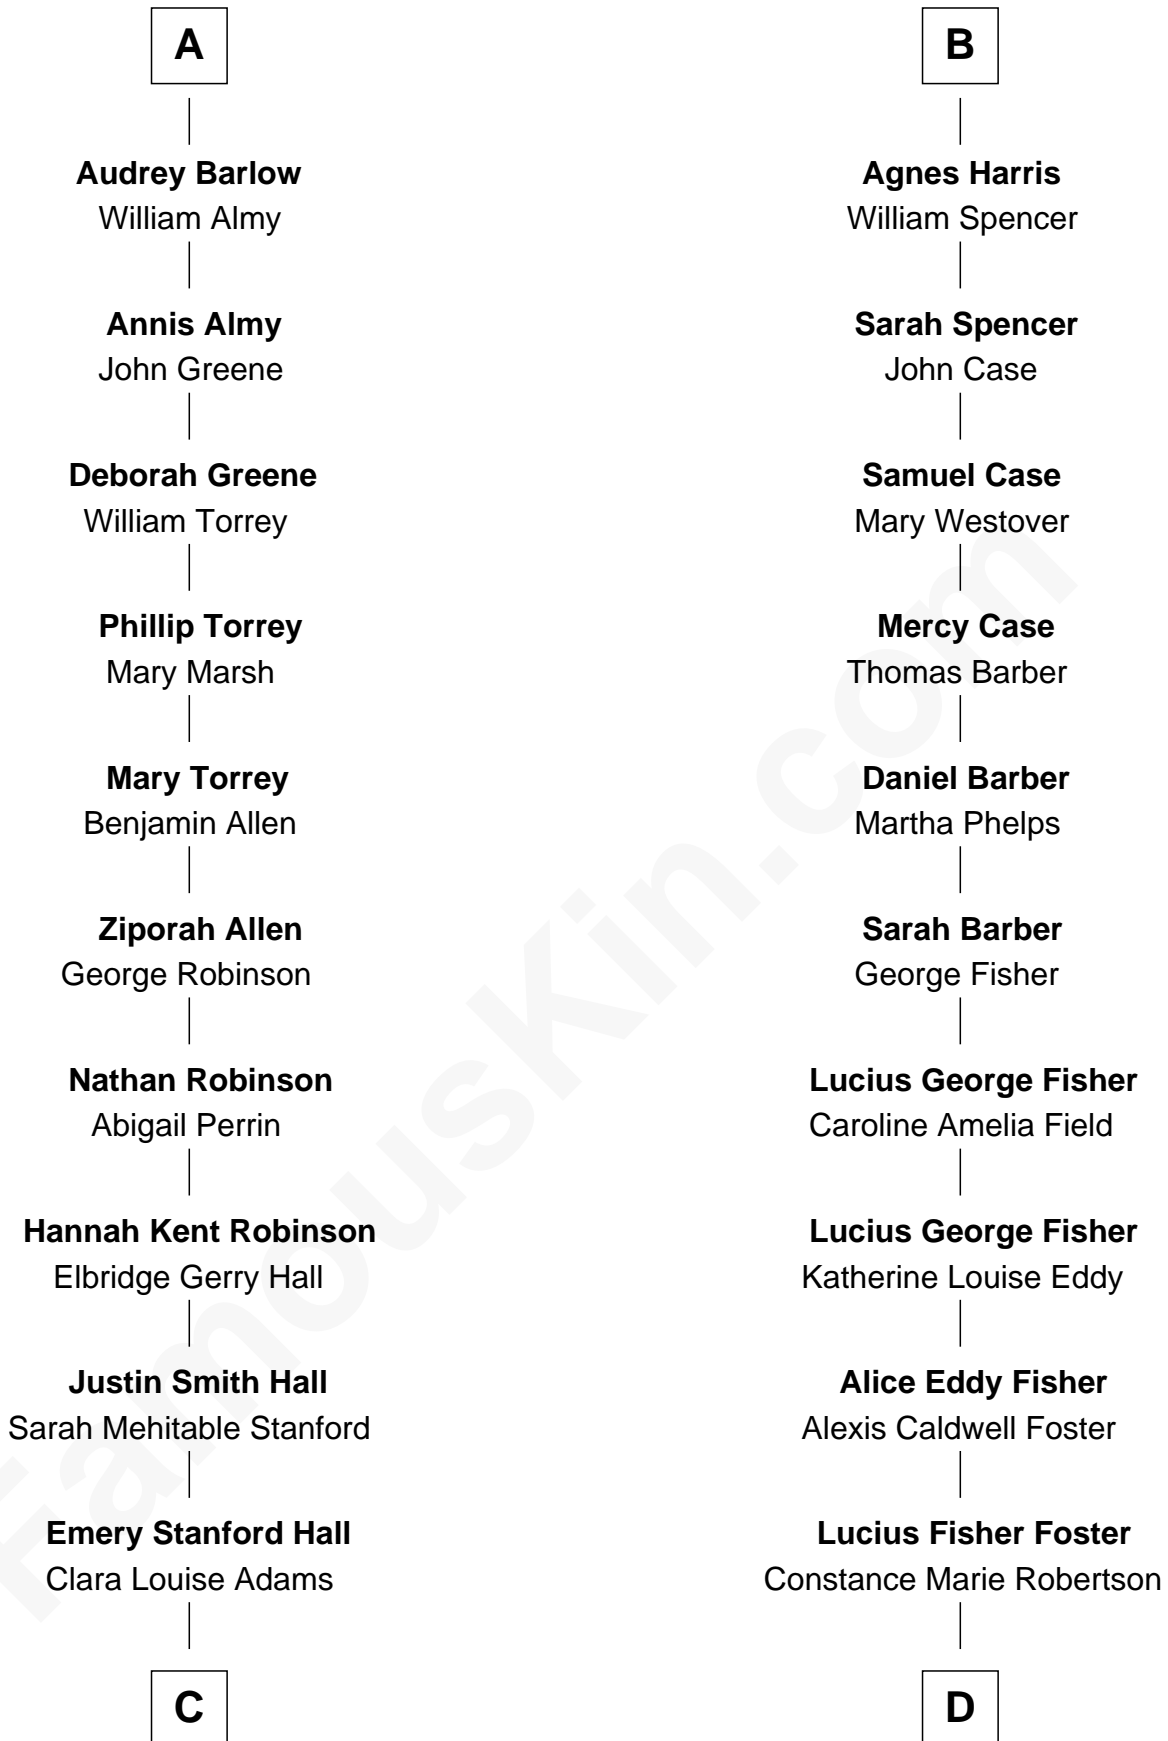 A
Audrey Barlow
William Almy
Annis Almy
John Greene
Deborah Greene
William Torrey
Phillip Torrey
Mary Marsh
Mary Torrey
Benjamin Allen
Ziporah Allen
George Robinson
Nathan Robinson
Abigail Perrin
Hannah Kent Robinson
Elbridge Gerry Hall
Justin Smith Hall
Sarah Mehitable Stanford
Emery Stanford Hall
Clara Louise Adams
C
B
Agnes Harris
William Spencer
Sarah Spencer
John Case
Samuel Case
Mary Westover
Mercy Case
Thomas Barber
Daniel Barber
Martha Phelps
Sarah Barber
George Fisher
Lucius George Fisher
Caroline Amelia Field
Lucius George Fisher
Katherine Louise Eddy
Alice Eddy Fisher
Alexis Caldwell Foster
Lucius Fisher Foster
Constance Marie Robertson
D
FamousKin.com